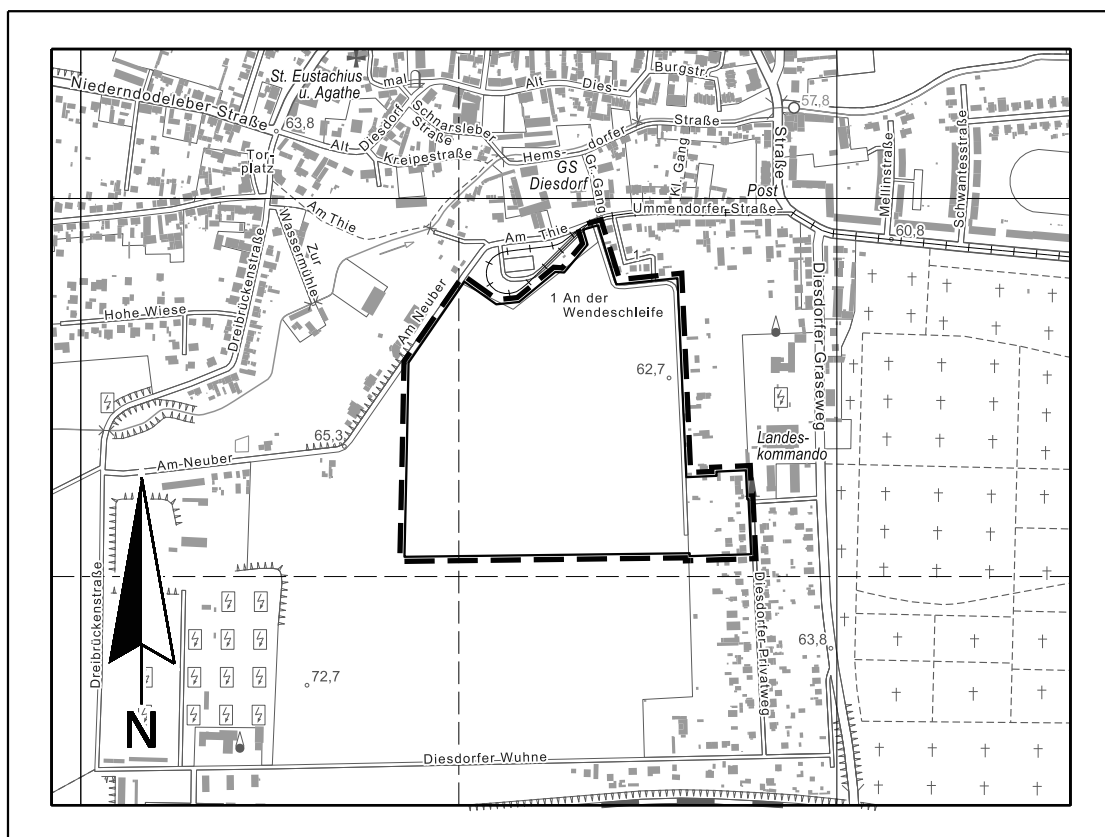 St. Eustachius
u. Agathe
Niederndodeleber-Straße
63,8
Tor-
platz
mal
Alt
Dies-
Burgstr.
57,8
Schnarsleber
Straße
Alt
Diesdorf
Kreipestraße
Hems-
dorfer
Straße
Straße
GS
Diesdorf
Gr. Gang
Kl. Gang
Post
Ummendorfer-Straße
Mellinstraße
Schwantesstraße
60,8
Am Thie
Am Thie
Zur
Wassermühle
Dreibrückenstraße
Hohe Wiese
Am Neuber
1
1 An der
Wendeschleife
62,7
Diesdorfer Graseweg
Landes-
kommando
65,3
Am-Neuber
Dreibrückenstraße
Diesdorfer-Privatweg
63,8
72,7
N
Diesdorfer Wuhne